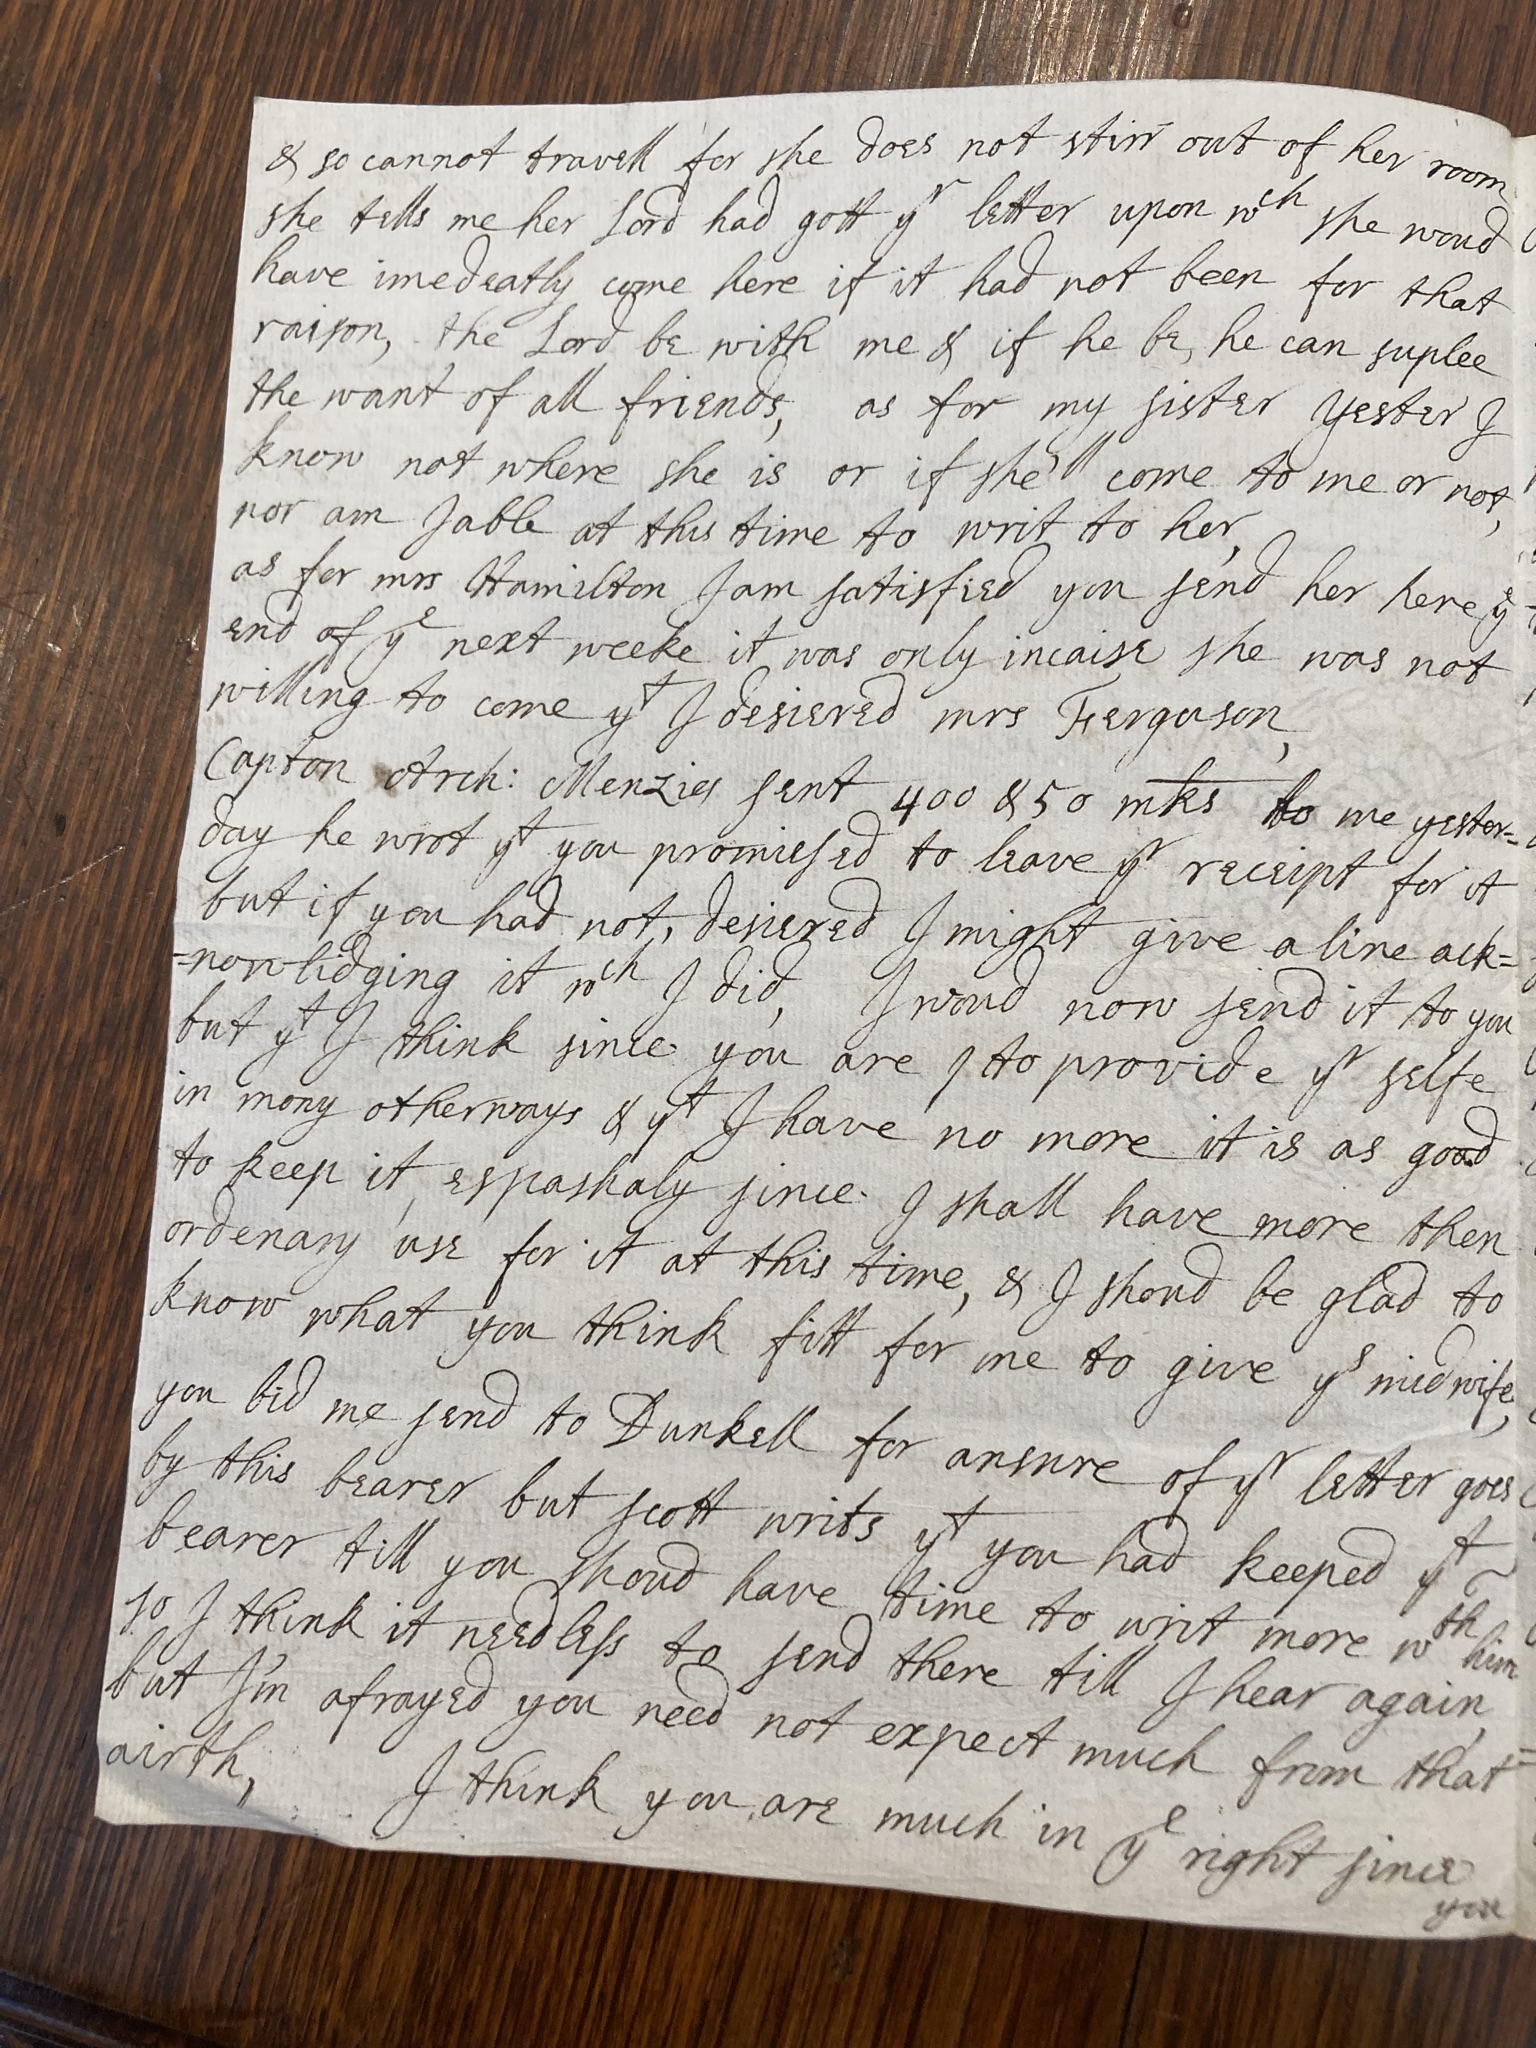 & so cannot travell for she does not stirr out of her room
she tells me her Lord had gott yr letter upon wch she woud
have imedeatly come here if it had not been for that
raison, the Lord be with me & if he be, he can suplee
the want of all friends, as for my sister Yester I
know not where she is or if she'll come to me or not,
nor am I able at this time to writ to her,
as for mrs Hamilton I am satisfied you send her here ye
end of ye next weeke it was only incaise she was not
willing to come yt I desiered mrs Ferguson,
Capton Arch: Menzies sent 400 & 50 mks to me yester=
day he wrot yt you promiesed to leave yr receipt for it
but if you had not, desiered I might give a line ack=
=nowlidging it wch I did, I woud now send it to you
but yt I think since you are to provide yr selfe
in mony otherways & yt I have no more it is as good
to keep it, espashaly since I shall have more then
ordenary use for it at this time, & I shoud be glad to
know what you think fitt for me to give ye midwife,
you bid me send to Dunkell for ansure of yr letter goes
by this bearer but scott writs yt you had keeped yt
bearer till you shoud have time to writ more wth him
so I think it needless to send there till I hear again,
but I'm afrayed you need not expect much from that
airth, I think you are much in ye right since
you